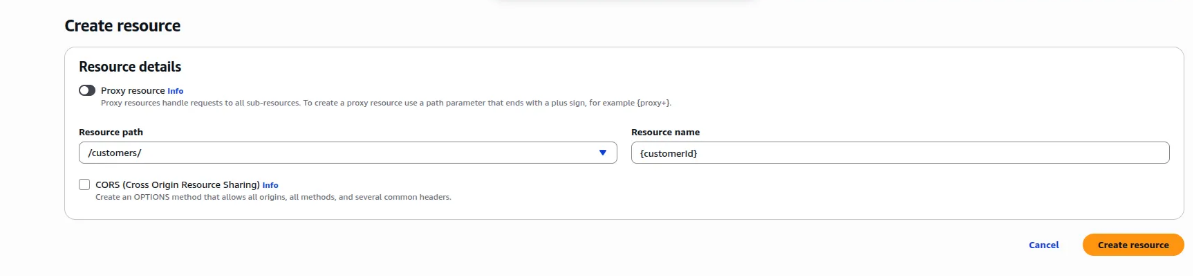 Create resource
Resource details
Proxy resource Info
Proxy resources handle requests to all sub-resources. To create a proxy resource use a path parameter that ends with a plus sign, for example {proxy+}.
Resource path
Resource name
/customers/
{customerId}
CORS (Cross Origin Resource Sharing) Info
Create an OPTIONS method that allows all origins, all methods, and several common headers.
Cancel
Create resource